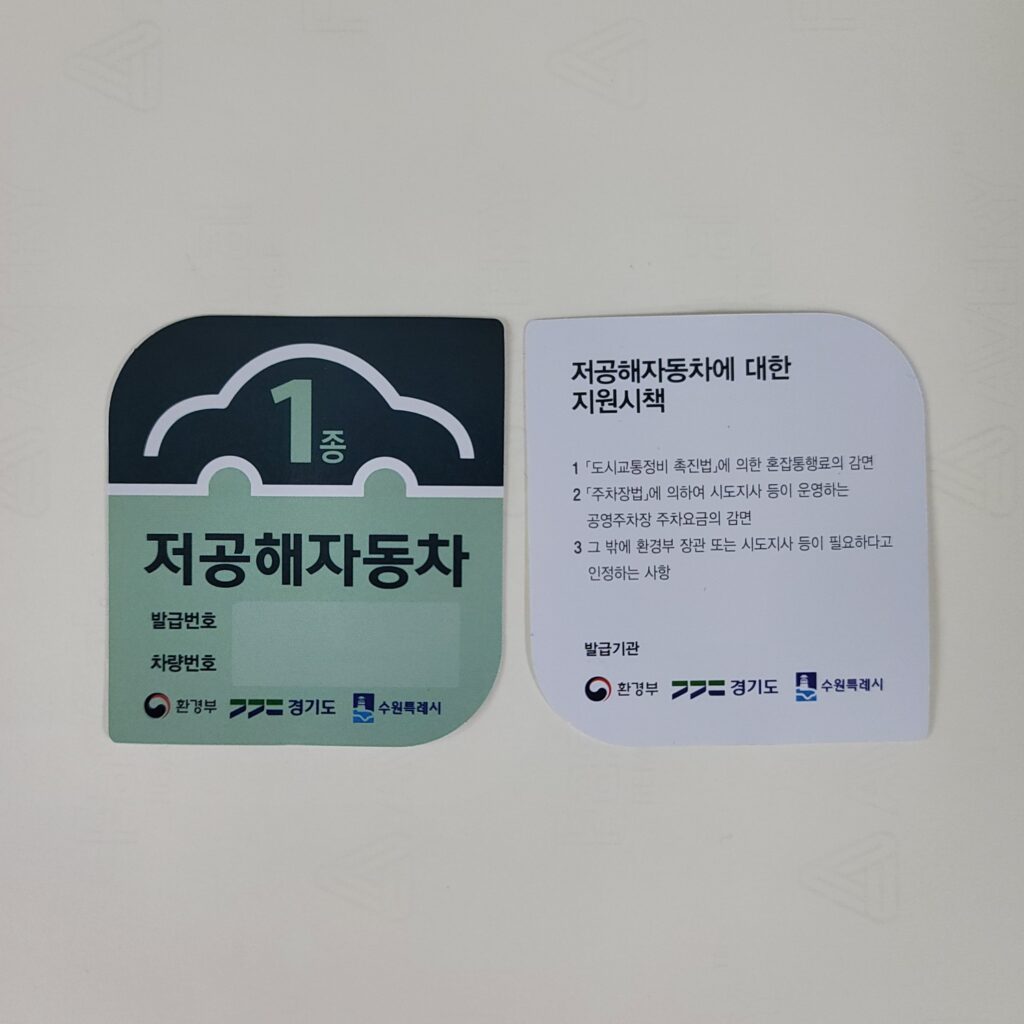 1종
저공해자동차
발급번호
차량번호
환경부 경기도 수원특례시
저공해자동차에 대한
지원시책
1 「도시교통정비 촉진법」에 의한 혼잡통행료의 감면
2 「주차장법」에 의하여 시도지사 등이 운영하는
공영주차장 주차요금의 감면
3 그 밖에 환경부 장관 또는 시도지사 등이 필요하다고
인정하는 사항
발급기관
환경부 경기도 수원특례시